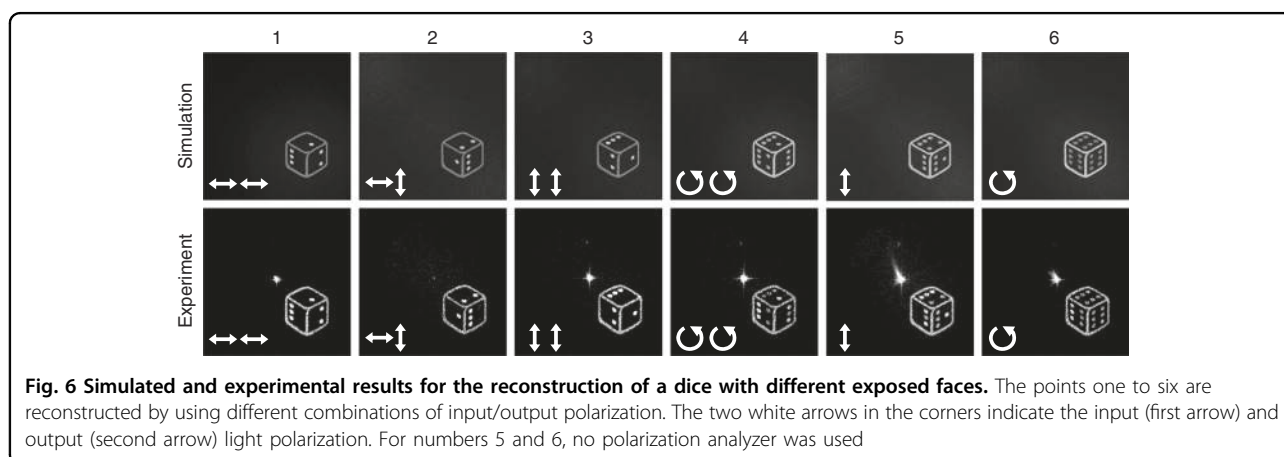 1 2 3 4 5 6
Simulation
Experiment
Fig. 6 Simulated and experimental results for the reconstruction of a dice with different exposed faces. The points one to six are
reconstructed by using different combinations of input/output polarization. The two white arrows in the corners indicate the input (first arrow) and
output (second arrow) light polarization. For numbers 5 and 6, no polarization analyzer was used